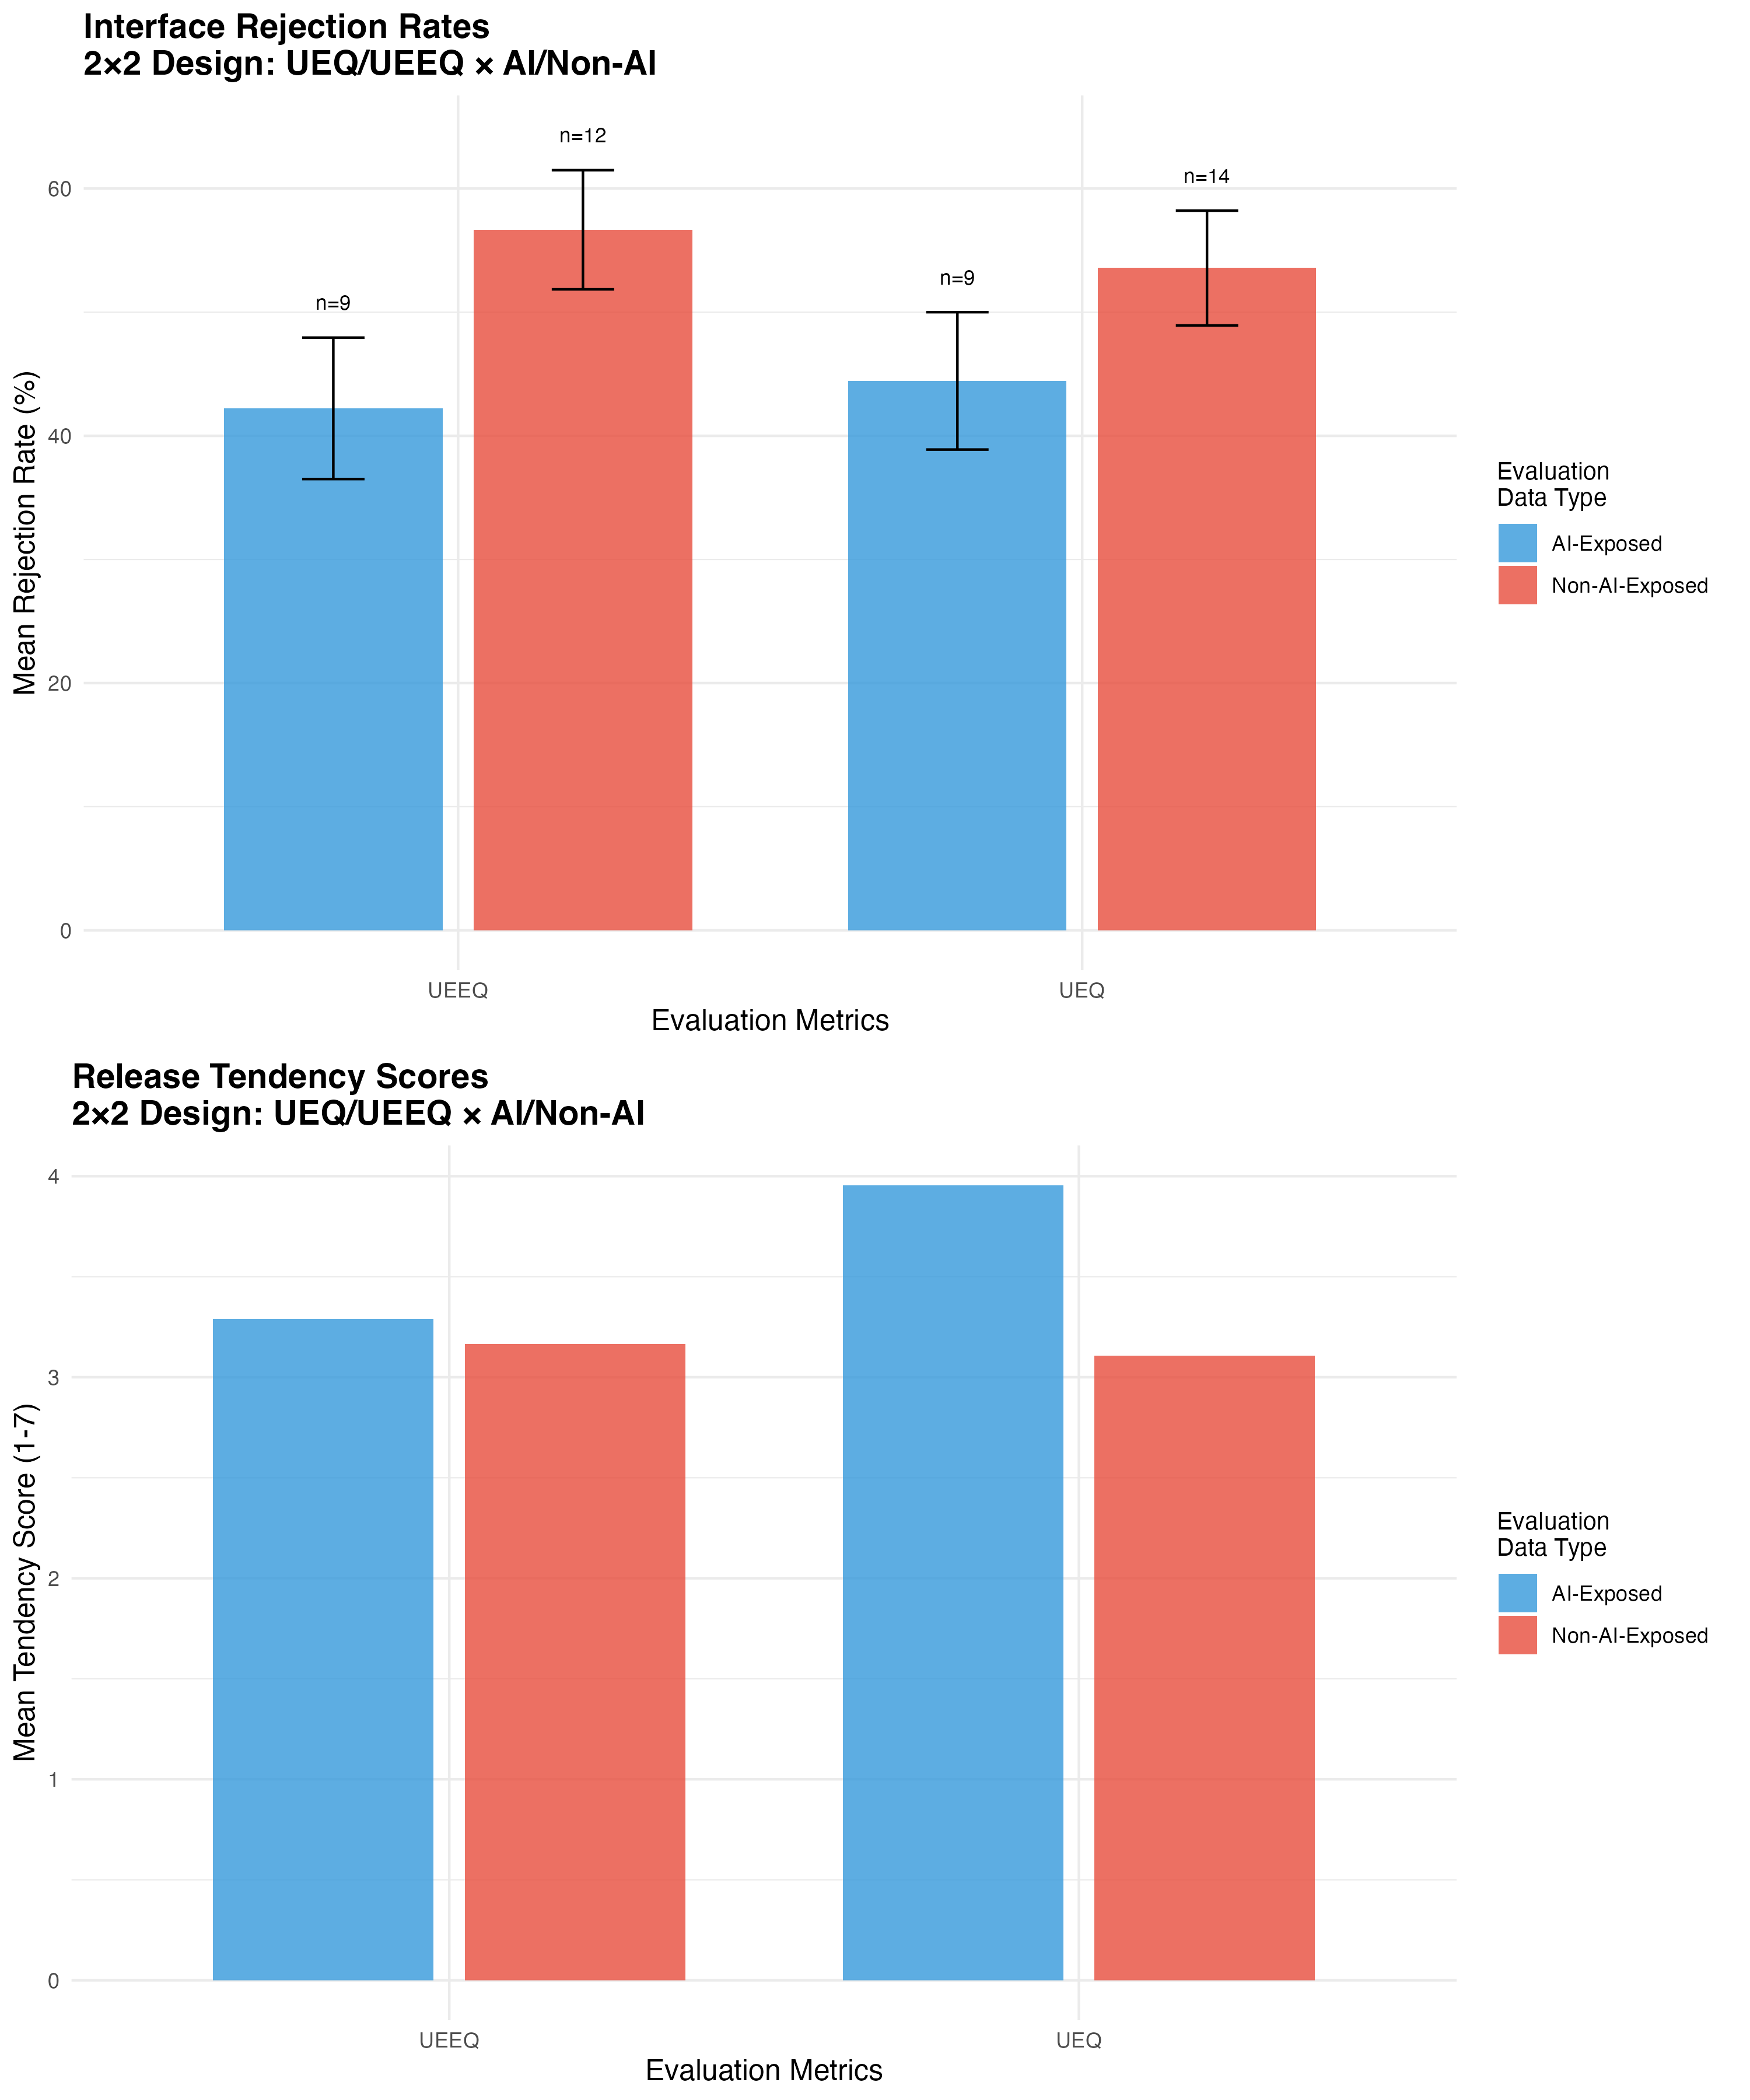 Interface Rejection Rates
2×2 Design: UEQ/UEEQ × AI/Non-AI
n=12
n=14
n=9
n=9
60
40
20
0
Mean Rejection Rate (%)
UEEQ
UEQ
Evaluation Metrics
Evaluation
Data Type
AI-Exposed
Non-AI-Exposed
Release Tendency Scores
2×2 Design: UEQ/UEEQ × AI/Non-AI
4
3
2
1
0
Mean Tendency Score (1-7)
UEEQ
UEQ
Evaluation Metrics
Evaluation
Data Type
AI-Exposed
Non-AI-Exposed